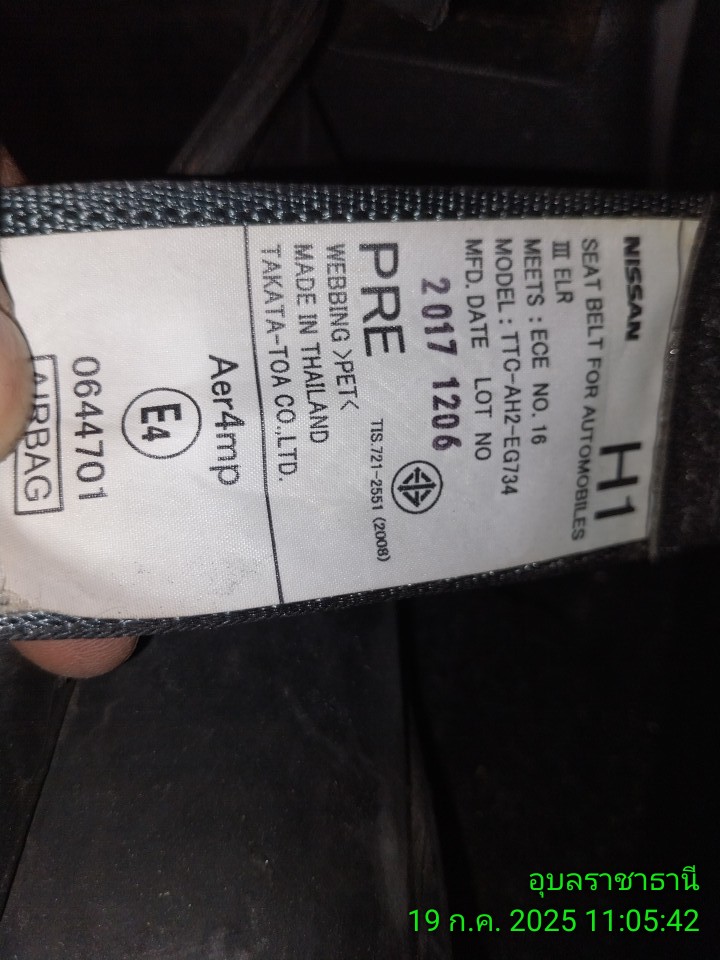 NISSAN H1
SEAT BELT FOR AUTOMOBILES
III ELR
MEETS : ECE NO. 16
MODEL : TTC-AH2-EG734
MFD. DATE LOT NO
2017 1206
PRE
TIS.721-2551 (2008)
WEBBING >PET<
MADE IN THAILAND
TAKATA-TOA CO.,LTD.
Aer4mp
E4
0644701
AIRBAG
อุบลราชาธานี
19 ก.ค. 2025 11:05:42